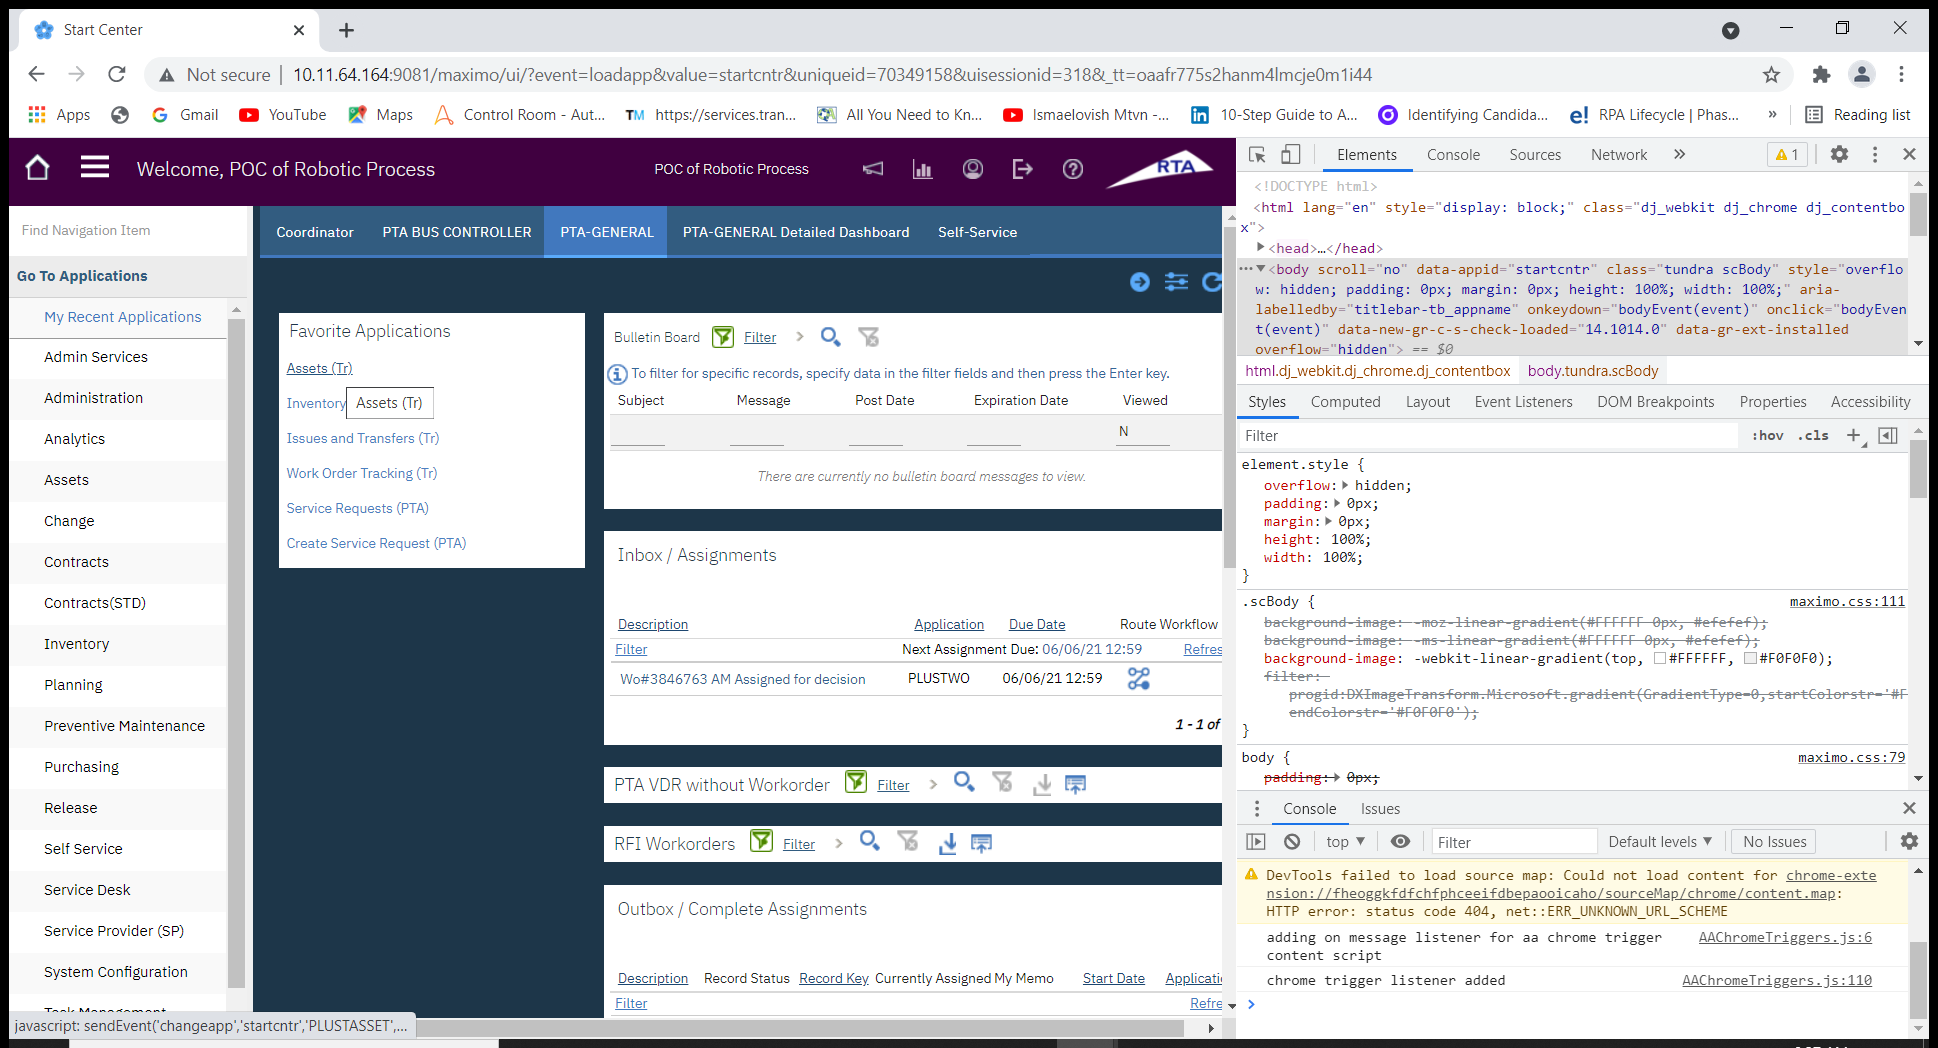 Start Center
Not secure | 10.11.64.164:9081/maximo/ui/?event=loadapp&value=startcntr&uniqueid=70349158&uisessionid=318&_tt=oaafr775s2hanm4lmcje0m1i44
Apps Gmail YouTube Maps Control Room - Aut... TM https://services.tran... All You Need to Kn... Ismaelovish Mtvn -... 10-Step Guide to A... Identifying Candida... e! RPA Lifecycle | Phas... » Reading list
Welcome, POC of Robotic Process
POC of Robotic Process
RTA
Find Navigation Item
Go To Applications
My Recent Applications
Admin Services
Administration
Analytics
Assets
Change
Contracts
Contracts(STD)
Inventory
Planning
Preventive Maintenance
Purchasing
Release
Self Service
Service Desk
Service Provider (SP)
System Configuration
javascript: sendEvent('changeapp','startcntr','PLUSTASSET',...
Coordinator PTA BUS CONTROLLER PTA-GENERAL PTA-GENERAL Detailed Dashboard Self-Service
Favorite Applications
Assets (Tr)
Inventory
Assets (Tr)
Issues and Transfers (Tr)
Work Order Tracking (Tr)
Service Requests (PTA)
Create Service Request (PTA)
Bulletin Board Filter
To filter for specific records, specify data in the filter fields and then press the Enter key.
Subject Message Post Date Expiration Date Viewed
N
There are currently no bulletin board messages to view.
Inbox / Assignments
Description Application Due Date Route Workflow
Filter Next Assignment Due: 06/06/21 12:59 Refres
Wo#3846763 AM Assigned for decision PLUSTWO 06/06/21 12:59
1 - 1 of
PTA VDR without Workorder Filter
RFI Workorders Filter
Outbox / Complete Assignments
Description Record Status Record Key Currently Assigned My Memo Start Date Applicati
Filter Refre
Elements Console Sources Network » 1
<!DOCTYPE html>
<html lang="en" style="display: block;" class="dj_webkit dj_chrome dj_contentbo
x">
<head>…</head>
<body scroll="no" data-appid="startcntr" class="tundra scBody" style="overflo
w: hidden; padding: 0px; margin: 0px; height: 100%; width: 100%;" aria-
labelledby="titlebar-tb_appname" onkeydown="bodyEvent(event)" onclick="bodyEven
t(event)" data-new-gr-c-s-check-loaded="14.1014.0" data-gr-ext-installed
overflow="hidden"> == $0
html.dj_webkit.dj_chrome.dj_contentbox body.tundra.scBody
Styles Computed Layout Event Listeners DOM Breakpoints Properties Accessibility
Filter :hov .cls +
element.style {
overflow: hidden;
padding: 0px;
margin: 0px;
height: 100%;
width: 100%;
}
.scBody { maximo.css:111
background-image: -moz-linear-gradient(#FFFFFF 0px, #efefef);
background-image: -ms-linear-gradient(#FFFFFF 0px, #efefef);
background-image: -webkit-linear-gradient(top, #FFFFFF, #F0F0F0);
filter:
progid:DXImageTransform.Microsoft.gradient(GradientType=0,startColorstr='#F
endColorstr='#F0F0F0');
}
body { maximo.css:79
padding: 0px;
Console Issues
top Filter Default levels No Issues
DevTools failed to load source map: Could not load content for chrome-exte
nsion://fheoggkfdfchfphceeifdbepaooicaho/sourceMap/chrome/content.map:
HTTP error: status code 404, net::ERR_UNKNOWN_URL_SCHEME
adding on message listener for aa chrome trigger AAChromeTriggers.js:6
content script
chrome trigger listener added AAChromeTriggers.js:110